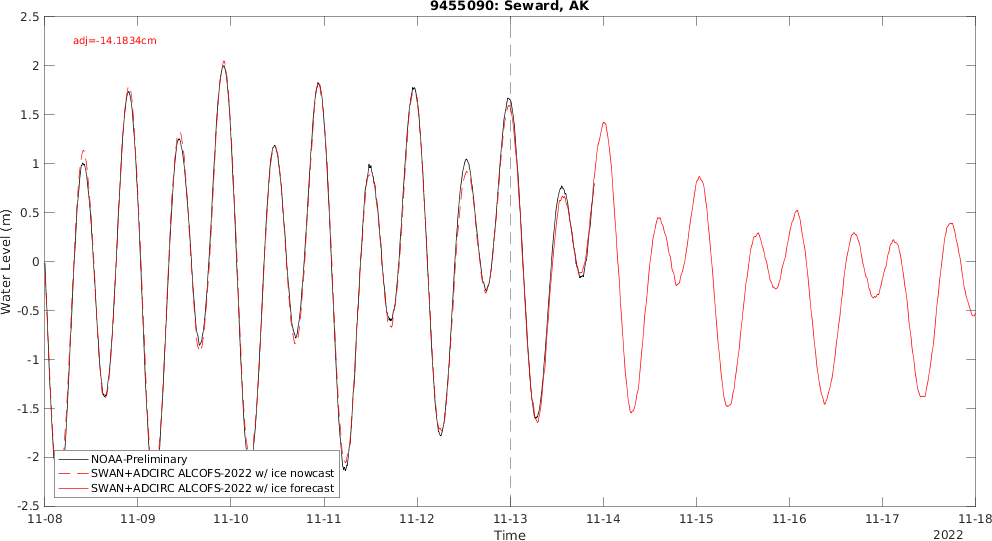 9455090: Seward, AK
adj=-14.1834cm
2.5
2
1.5
1
0.5
0
-0.5
-1
-1.5
-2
-2.5
Water Level (m)
NOAA-Preliminary
SWAN+ADCIRC ALCOFS-2022 w/ ice nowcast
SWAN+ADCIRC ALCOFS-2022 w/ ice forecast
11-08 11-09 11-10 11-11 11-12 11-13 11-14 11-15 11-16 11-17 11-18
Time
2022